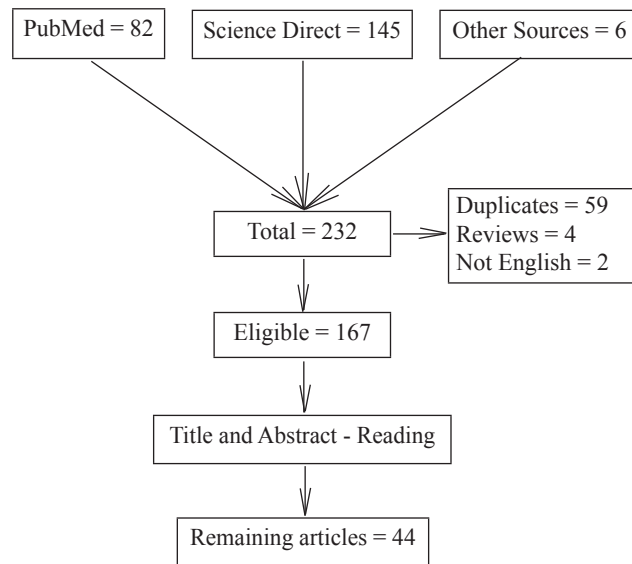 PubMed = 82
Science Direct = 145
Other Sources = 6
Total = 232
Duplicates = 59
Reviews = 4
Not English = 2
Eligible = 167
Title and Abstract - Reading
Remaining articles = 44